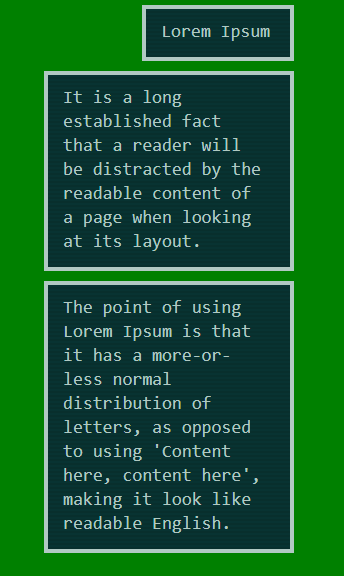 Lorem Ipsum
It is a long
established fact
that a reader will
be distracted by the
readable content of
a page when looking
at its layout.
The point of using
Lorem Ipsum is that
it has a more-or-
less normal
distribution of
letters, as opposed
to using 'Content
here, content here',
making it look like
readable English.